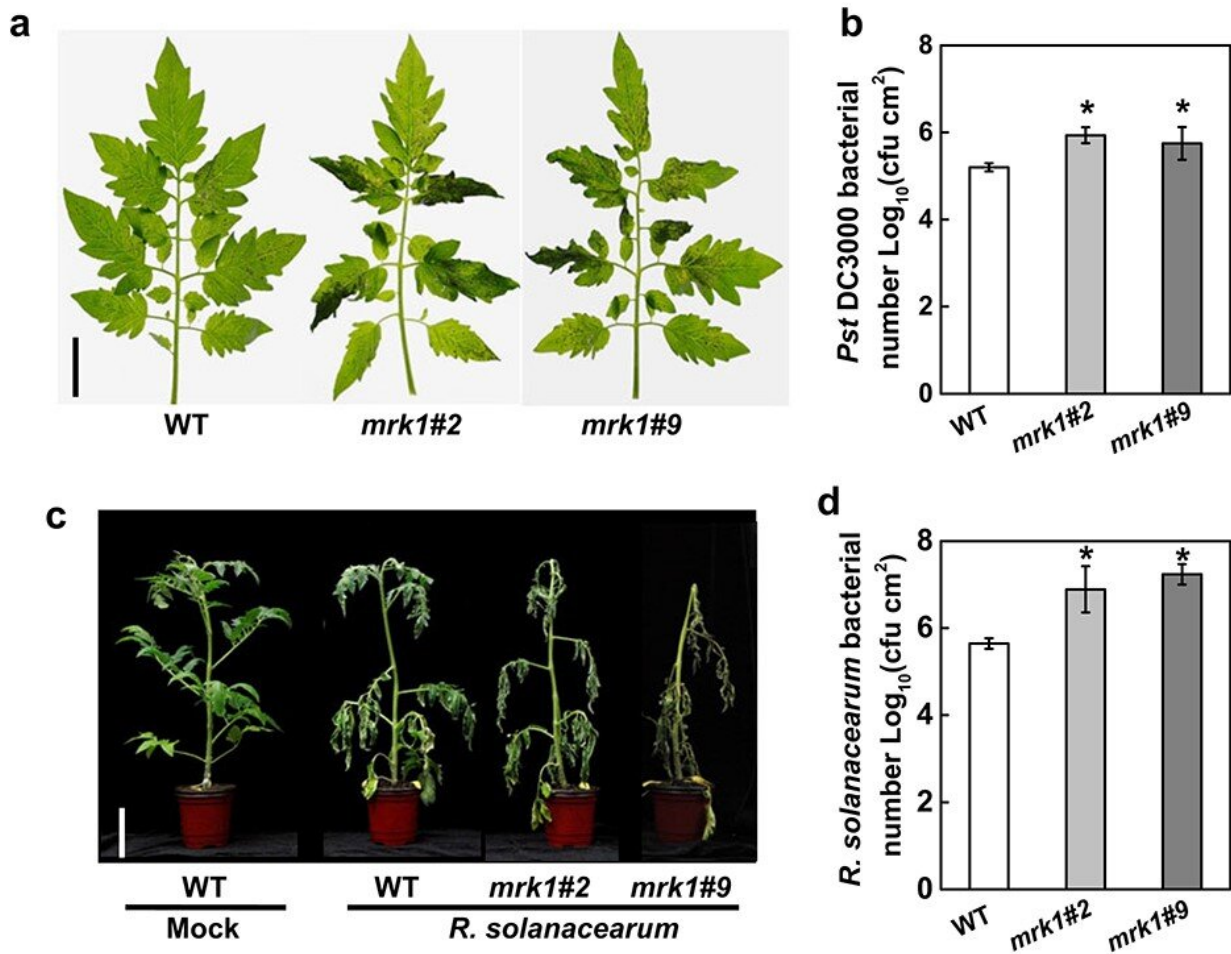 a
WT
mrk1#2
mrk1#9
b
Pst DC3000 bacterial
number Log₁₀(cfu cm²)
8
6
4
2
0
*
*
WT
mrk1#2
mrk1#9
c
WT
WT
mrk1#2
mrk1#9
Mock
R. solanacearum
d
R. solanacearum bacterial
number Log₁₀(cfu cm²)
8
6
4
2
0
*
*
WT
mrk1#2
mrk1#9